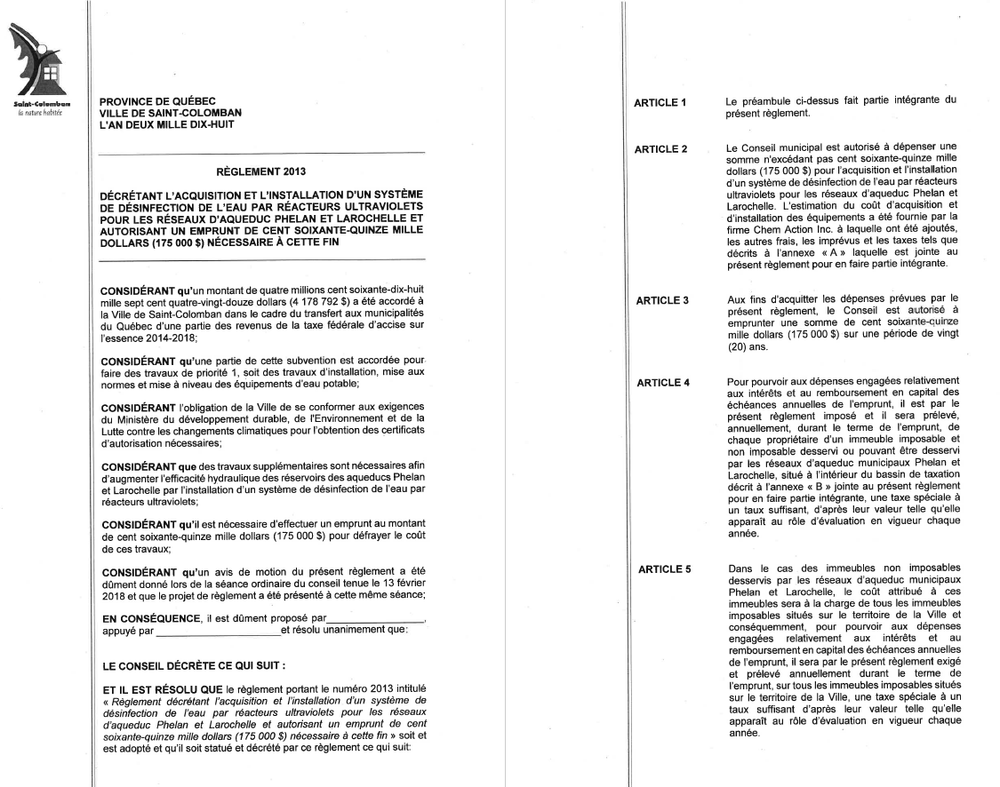 Saint-Colomban
la nature habitée
PROVINCE DE QUÉBEC
VILLE DE SAINT-COLOMBAN
L'AN DEUX MILLE DIX-HUIT
RÈGLEMENT 2013
DÉCRÉTANT L'ACQUISITION ET L'INSTALLATION D'UN SYSTÈME
DE DÉSINFECTION DE L'EAU PAR RÉACTEURS ULTRAVIOLETS
POUR LES RÉSEAUX D'AQUEDUC PHELAN ET LAROCHELLE ET
AUTORISANT UN EMPRUNT DE CENT SOIXANTE-QUINZE MILLE
DOLLARS (175 000 $) NÉCESSAIRE À CETTE FIN
CONSIDÉRANT qu'un montant de quatre millions cent soixante-dix-huit
mille sept cent quatre-vingt-douze dollars (4 178 792 $) a été accordé à
la Ville de Saint-Colomban dans le cadre du transfert aux municipalités
du Québec d'une partie des revenus de la taxe fédérale d'accise sur
l'essence 2014-2018;
CONSIDÉRANT qu'une partie de cette subvention est accordée pour
faire des travaux de priorité 1, soit des travaux d'installation, mise aux
normes et mise à niveau des équipements d'eau potable;
CONSIDÉRANT l'obligation de la Ville de se conformer aux exigences
du Ministère du développement durable, de l'Environnement et de la
Lutte contre les changements climatiques pour l'obtention des certificats
d'autorisation nécessaires;
CONSIDÉRANT que des travaux supplémentaires sont nécessaires afin
d'augmenter l'efficacité hydraulique des réservoirs des aqueducs Phelan
et Larochelle par l'installation d'un système de désinfection de l'eau par
réacteurs ultraviolets;
CONSIDÉRANT qu'il est nécessaire d'effectuer un emprunt au montant
de cent soixante-quinze mille dollars (175 000 $) pour défrayer le coût
de ces travaux;
CONSIDÉRANT qu'un avis de motion du présent règlement a été
dûment donné lors de la séance ordinaire du conseil tenue le 13 février
2018 et que le projet de règlement a été présenté à cette même séance;
EN CONSÉQUENCE, il est dûment proposé par_________________,
appuyé par ______________________et résolu unanimement que:
LE CONSEIL DÉCRÈTE CE QUI SUIT :
ET IL EST RÉSOLU QUE le règlement portant le numéro 2013 intitulé
« Règlement décrétant l'acquisition et l'installation d'un système de
désinfection de l'eau par réacteurs ultraviolets pour les réseaux
d'aqueduc Phelan et Larochelle et autorisant un emprunt de cent
soixante-quinze mille dollars (175 000 $) nécessaire à cette fin » soit et
est adopté et qu'il soit statué et décrété par ce règlement ce qui suit:
ARTICLE 1
Le préambule ci-dessus fait partie intégrante du
présent règlement.
ARTICLE 2
Le Conseil municipal est autorisé à dépenser une
somme n'excédant pas cent soixante-quinze mille
dollars (175 000 $) pour l'acquisition et l'installation
d'un système de désinfection de l'eau par réacteurs
ultraviolets pour les réseaux d'aqueduc Phelan et
Larochelle. L'estimation du coût d'acquisition et
d'installation des équipements a été fournie par la
firme Chem Action Inc. à laquelle ont été ajoutés,
les autres frais, les imprévus et les taxes tels que
décrits à l'annexe « A » laquelle est jointe au
présent règlement pour en faire partie intégrante.
ARTICLE 3
Aux fins d'acquitter les dépenses prévues par le
présent règlement, le Conseil est autorisé à
emprunter une somme de cent soixante-quinze
mille dollars (175 000 $) sur une période de vingt
(20) ans.
ARTICLE 4
Pour pourvoir aux dépenses engagées relativement
aux intérêts et au remboursement en capital des
échéances annuelles de l'emprunt, il est par le
présent règlement imposé et il sera prélevé,
annuellement, durant le terme de l'emprunt, de
chaque propriétaire d'un immeuble imposable et
non imposable desservi ou pouvant être desservi
par les réseaux d'aqueduc municipaux Phelan et
Larochelle, situé à l'intérieur du bassin de taxation
décrit à l'annexe « B » jointe au présent règlement
pour en faire partie intégrante, une taxe spéciale à
un taux suffisant, d'après leur valeur telle qu'elle
apparaît au rôle d'évaluation en vigueur chaque
année.
ARTICLE 5
Dans le cas des immeubles non imposables
desservis par les réseaux d'aqueduc municipaux
Phelan et Larochelle, le coût attribué à ces
immeubles sera à la charge de tous les immeubles
imposables situés sur le territoire de la Ville et
conséquemment, pour pourvoir aux dépenses
engagées relativement aux intérêts et au
remboursement en capital des échéances annuelles
de l'emprunt, il sera par le présent règlement exigé
et prélevé annuellement durant le terme de
l'emprunt, sur tous les immeubles imposables situés
sur le territoire de la Ville, une taxe spéciale à un
taux suffisant d'après leur valeur telle qu'elle
apparaît au rôle d'évaluation en vigueur chaque
année.